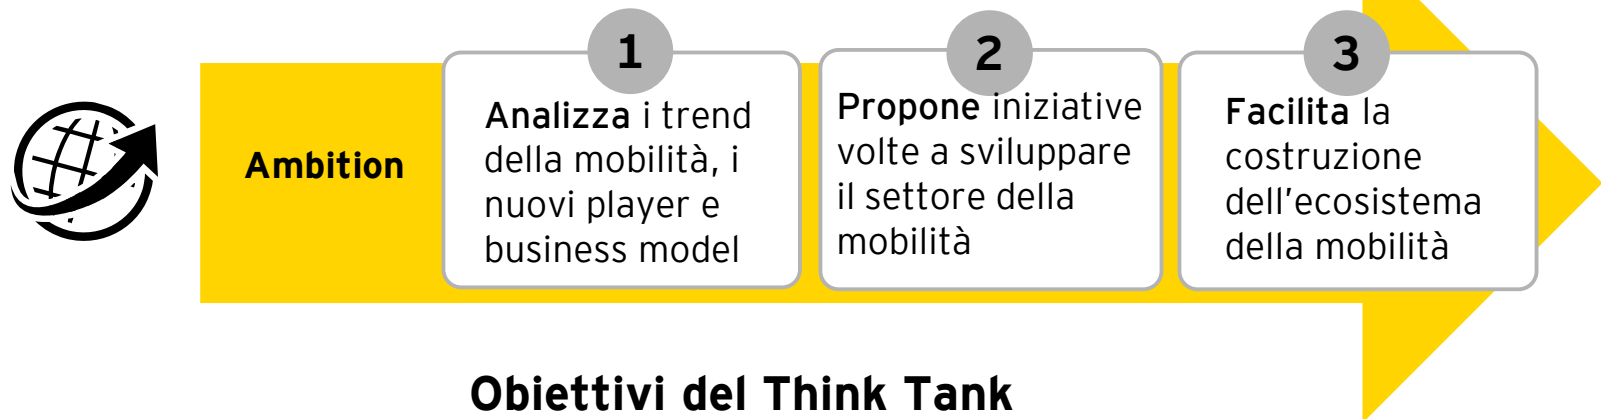 Ambition
1
Analizza i trend
della mobilità, i
nuovi player e
business model
2
Propone iniziative
volte a sviluppare
il settore della
mobilità
3
Facilita la
costruzione
dell’ecosistema
della mobilità
Obiettivi del Think Tank